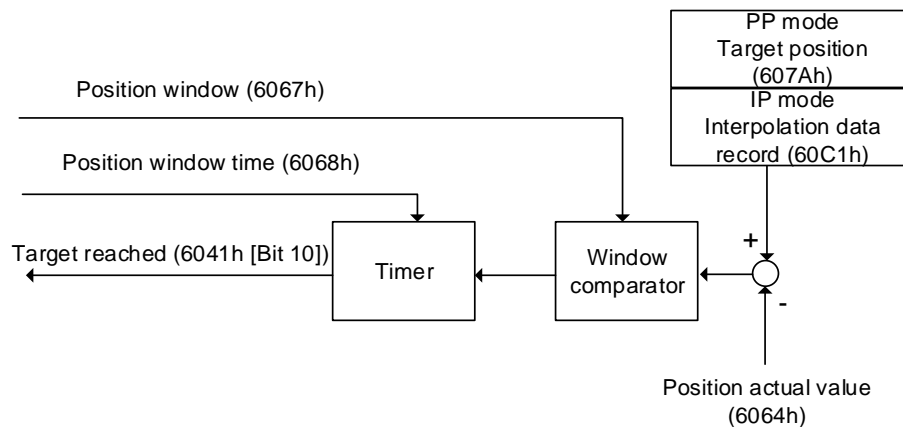 PP mode
Target position
(607Ah)
IP mode
Interpolation data
record (60C1h)
Position window (6067h)
Position window time (6068h)
Target reached (6041h [Bit 10])
Timer
Window
comparator
+
-
Position actual value
(6064h)